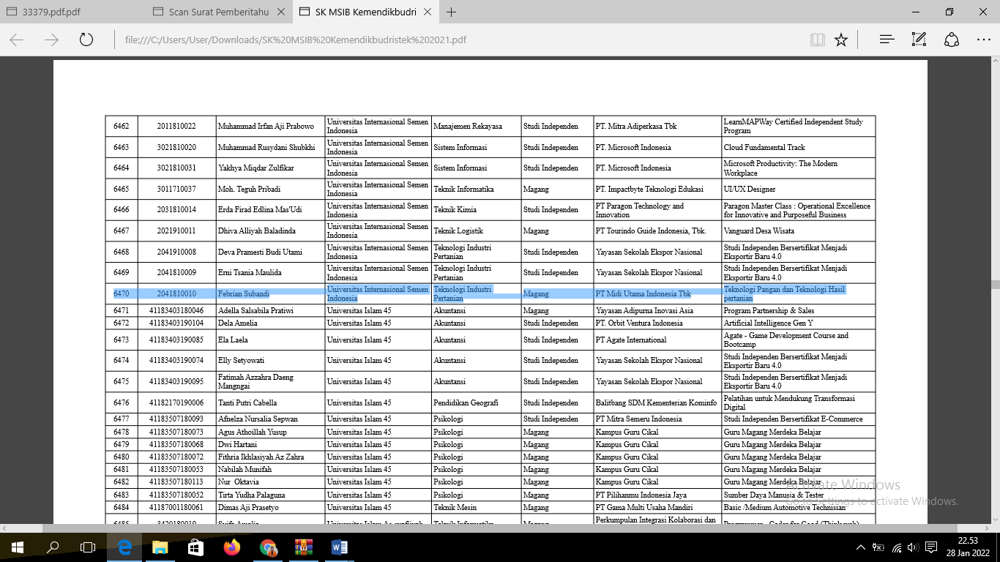 33379.pdf.pdf Scan Surat Pemberitahu SK MSIB Kemendikbudri
file:///C:/Users/User/Downloads/SK%20MSIB%20Kemendikbudristek%202021.pdf
6462 2011810022 Muhammad Irfan Aji Prabowo Universitas Internasional Semen Indonesia Manajemen Rekayasa Studi Independen PT. Mitra Adiperkasa Tbk LearnMAPWay Certified Independent Study Program
6463 3021810020 Muhammad Rusydani Shubkhi Universitas Internasional Semen Indonesia Sistem Informasi Studi Independen PT. Microsoft Indonesia Cloud Fundamental Track
6464 3021810031 Yakhya Miqdar Zulfikar Universitas Internasional Semen Indonesia Sistem Informasi Studi Independen PT. Microsoft Indonesia Microsoft Productivity: The Modern Workplace
6465 3011710037 Moh. Teguh Pribadi Universitas Internasional Semen Indonesia Teknik Informatika Magang PT. Impactbyte Teknologi Edukasi UI/UX Designer
6466 2031810014 Erda Firad Edlina Mas'Udi Universitas Internasional Semen Indonesia Teknik Kimia Studi Independen PT Paragon Technology and Innovation Paragon Master Class : Operational Excellence for Innovative and Purposeful Business
6467 2021910011 Dhiva Alliyah Baladinda Universitas Internasional Semen Indonesia Teknik Logistik Magang PT Tourindo Guide Indonesia, Tbk. Vanguard Desa Wisata
6468 2041910008 Deva Pramesti Budi Utami Universitas Internasional Semen Indonesia Teknologi Industri Pertanian Studi Independen Yayasan Sekolah Ekspor Nasional Studi Independen Bersertifikat Menjadi Eksportir Baru 4.0
6469 2041810009 Erni Tsania Maulida Universitas Internasional Semen Indonesia Teknologi Industri Pertanian Studi Independen Yayasan Sekolah Ekspor Nasional Studi Independen Bersertifikat Menjadi Eksportir Baru 4.0
6470 2041810010 Febrian Subandi Universitas Internasional Semen Indonesia Teknologi Industri Pertanian Magang PT Midi Utama Indonesia Tbk Teknologi Pangan dan Teknologi Hasil pertanian
6471 41183403180046 Adella Salsabila Pratiwi Universitas Islam 45 Akuntansi Magang Yayasan Adipurna Inovasi Asia Program Partnership & Sales
6472 41183403190104 Dela Amelia Universitas Islam 45 Akuntansi Studi Independen PT. Orbit Ventura Indonesia Artificial Intelligence Gen Y
6473 41183403190085 Ela Laela Universitas Islam 45 Akuntansi Studi Independen PT Agate International Agate - Game Development Course and Bootcamp
6474 41183403190074 Elly Setyowati Universitas Islam 45 Akuntansi Studi Independen Yayasan Sekolah Ekspor Nasional Studi Independen Bersertifikat Menjadi Eksportir Baru 4.0
6475 41183403190095 Fatimah Azzahra Daeng Mangngai Universitas Islam 45 Akuntansi Studi Independen Yayasan Sekolah Ekspor Nasional Studi Independen Bersertifikat Menjadi Eksportir Baru 4.0
6476 41182170190006 Tanti Putri Cabella Universitas Islam 45 Pendidikan Geografi Studi Independen Balitbang SDM Kementerian Kominfo Pelatihan untuk Mendukung Transformasi Digital
6477 41183507180093 Afnelza Nursalia Sepwan Universitas Islam 45 Psikologi Studi Independen PT Mitra Semeru Indonesia Studi Independen Bersertifikat E-Commerce
6478 41183507180073 Agus Athoillah Yusup Universitas Islam 45 Psikologi Magang Kampus Guru Cikal Guru Magang Merdeka Belajar
6479 41183507180068 Dwi Hartani Universitas Islam 45 Psikologi Magang Kampus Guru Cikal Guru Magang Merdeka Belajar
6480 41183507180072 Fithria Ikhlasiyah Az Zahra Universitas Islam 45 Psikologi Magang Kampus Guru Cikal Guru Magang Merdeka Belajar
6481 41183507180053 Nabilah Munifah Universitas Islam 45 Psikologi Magang Kampus Guru Cikal Guru Magang Merdeka Belajar
6482 41183507180113 Nur Oktavia Universitas Islam 45 Psikologi Magang Kampus Guru Cikal Guru Magang Merdeka Belajar
6483 41183507180052 Tirta Yudha Palaguna Universitas Islam 45 Psikologi Magang PT Pilihanmu Indonesia Jaya Sumber Daya Manusia & Tester
6484 41187001180061 Dimas Aji Prasetyo Universitas Islam 45 Teknik Mesin Magang PT Gama Multi Usaha Mandiri Basic /Medium Automotive Technisian
Perkumpulan Integrasi Kolaborasi dan
Activate Windows
Go to Settings to activate Windows.
22.53
28 Jan 2022